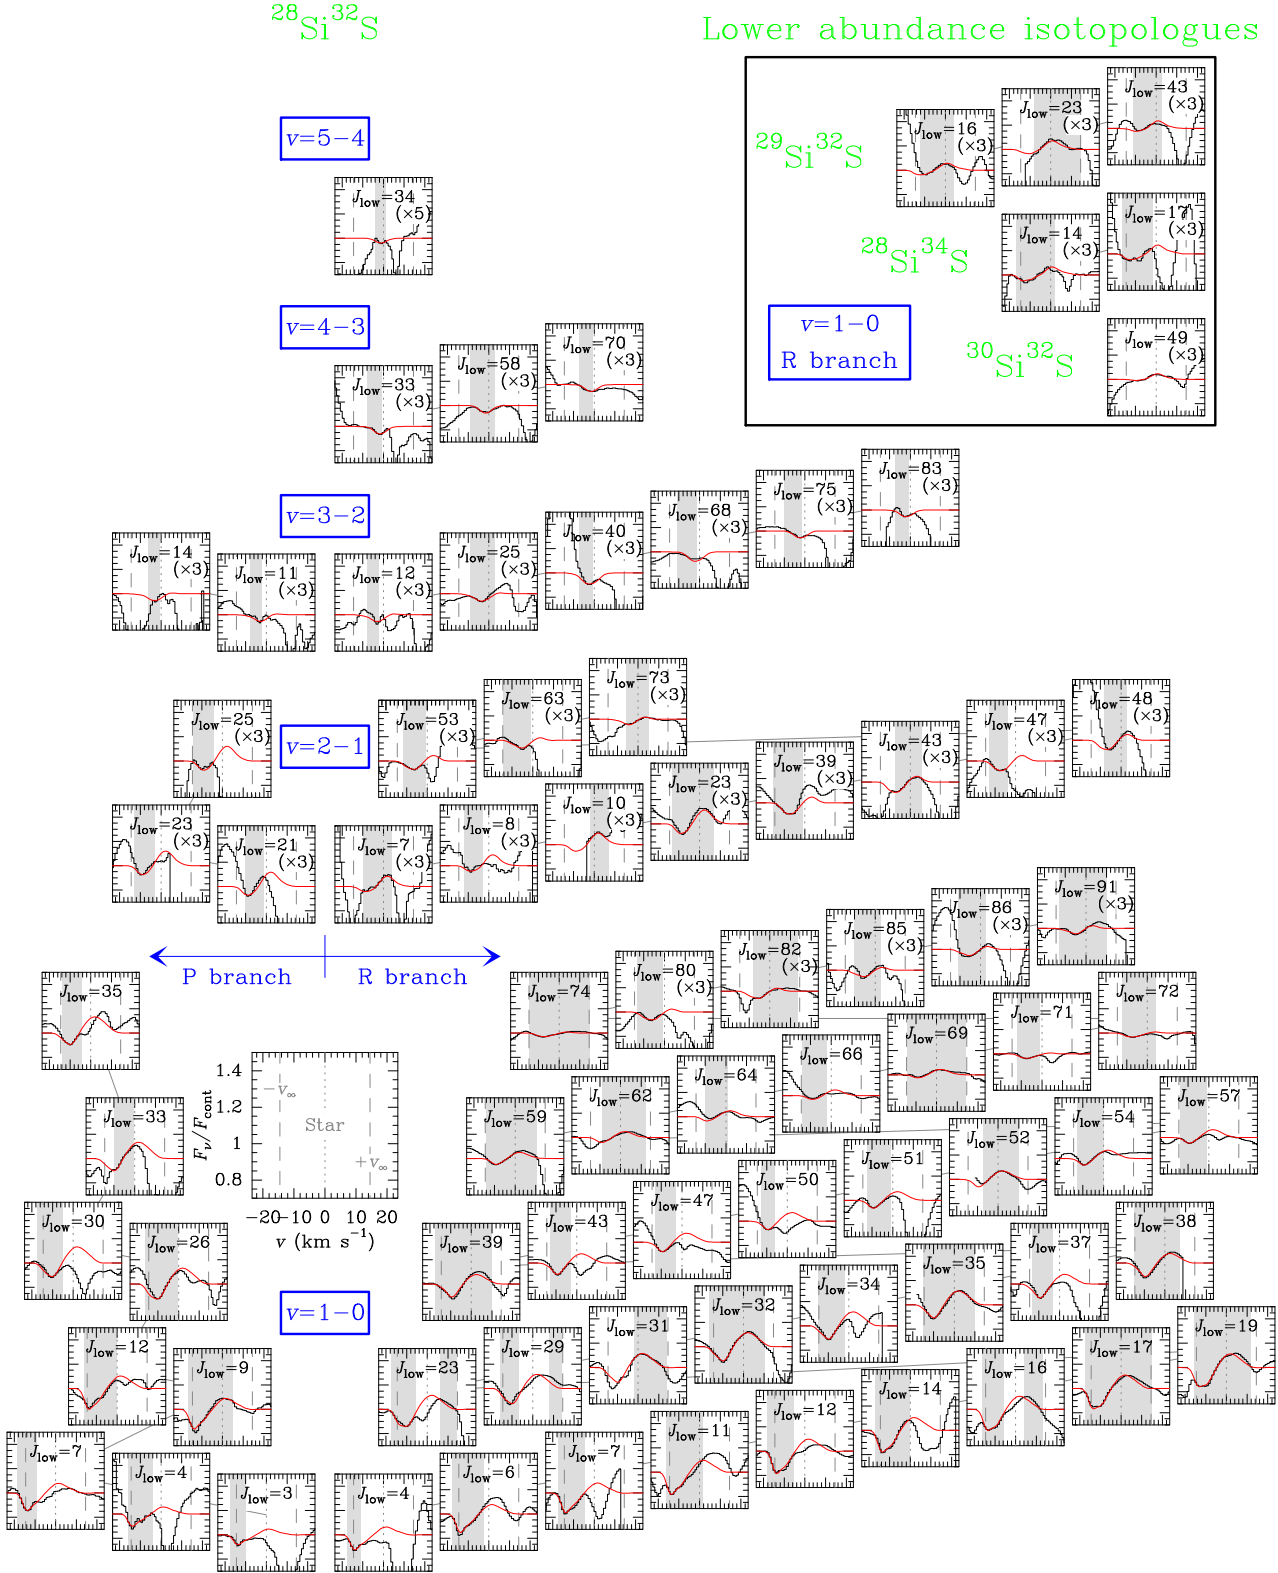 28Si32S
Lower abundance isotopologues
v=5−4
Jlow=34
(×5)
29Si32S
Jlow=16
(×3)
Jlow=23
(×3)
Jlow=43
(×3)
28Si34S
Jlow=14
(×3)
Jlow=17
(×3)
v=1−0
R branch
30Si32S
Jlow=49
(×3)
v=4−3
Jlow=33
(×3)
Jlow=58
(×3)
Jlow=70
(×3)
v=3−2
Jlow=14
(×3)
Jlow=11
(×3)
Jlow=12
(×3)
Jlow=25
(×3)
Jlow=40
(×3)
Jlow=68
(×3)
Jlow=75
(×3)
Jlow=83
(×3)
v=2−1
Jlow=25
(×3)
Jlow=53
(×3)
Jlow=63
(×3)
Jlow=73
(×3)
Jlow=23
(×3)
Jlow=21
(×3)
Jlow=7
(×3)
Jlow=8
(×3)
Jlow=10
(×3)
Jlow=23
(×3)
Jlow=39
(×3)
Jlow=43
(×3)
Jlow=47
(×3)
Jlow=48
(×3)
P branch
R branch
Jlow=35
Jlow=74
Jlow=80
(×3)
Jlow=82
(×3)
Jlow=85
(×3)
Jlow=86
(×3)
Jlow=91
(×3)
Jlow=33
Jlow=59
Jlow=62
Jlow=64
Jlow=66
Jlow=69
Jlow=71
Jlow=72
1.4
1.2
1
0.8
Fν/Fcont
−v∞
Star
+v∞
−20
−10
0
10
20
v (km s−1)
Jlow=30
Jlow=26
Jlow=39
Jlow=43
Jlow=47
Jlow=50
Jlow=51
Jlow=52
Jlow=54
Jlow=57
v=1−0
Jlow=12
Jlow=9
Jlow=23
Jlow=29
Jlow=31
Jlow=32
Jlow=34
Jlow=35
Jlow=37
Jlow=38
Jlow=7
Jlow=4
Jlow=3
Jlow=4
Jlow=6
Jlow=7
Jlow=11
Jlow=12
Jlow=14
Jlow=16
Jlow=17
Jlow=19